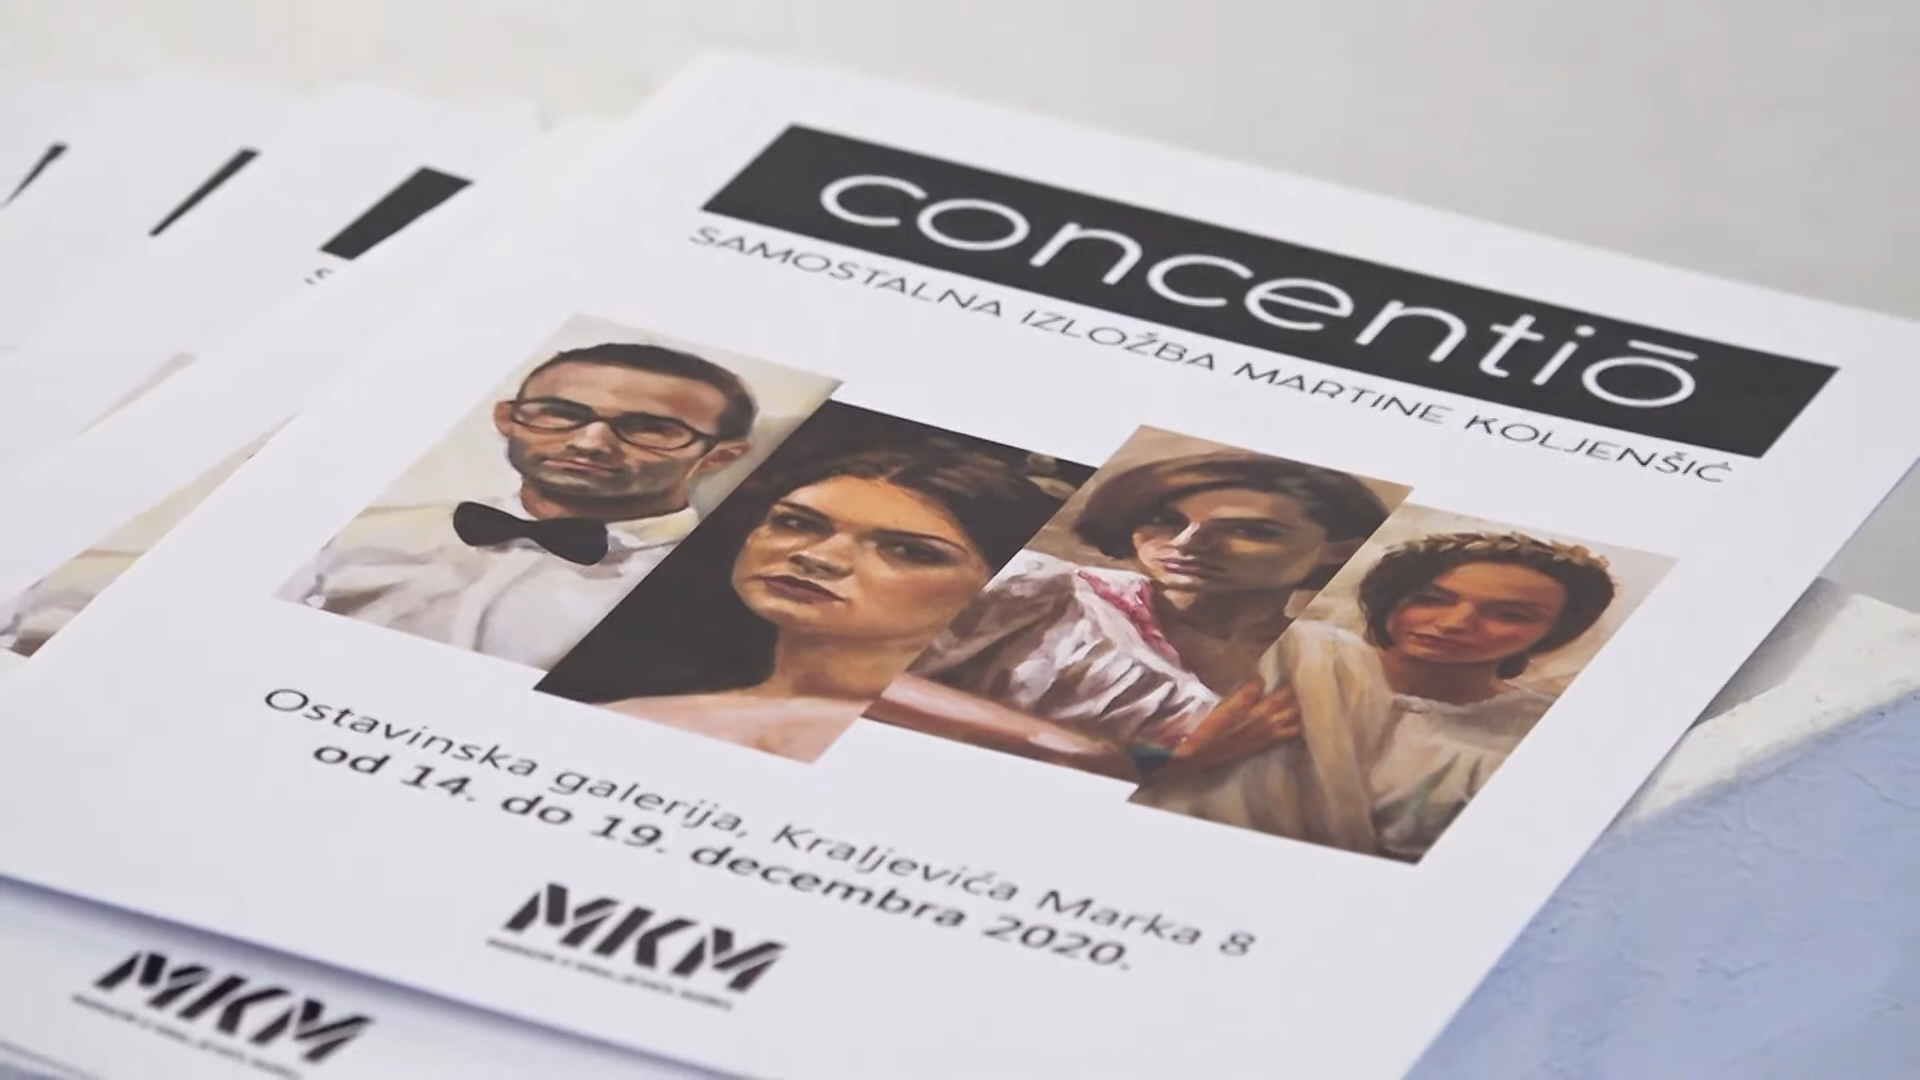 concentiō
SAMOSTALNA IZLOŽBA MARTINE KOLJENŠIĆ
Ostavinska galerija, Kraljevića Marka 8
od 14. do 19. decembra 2020.
MKM
MKM